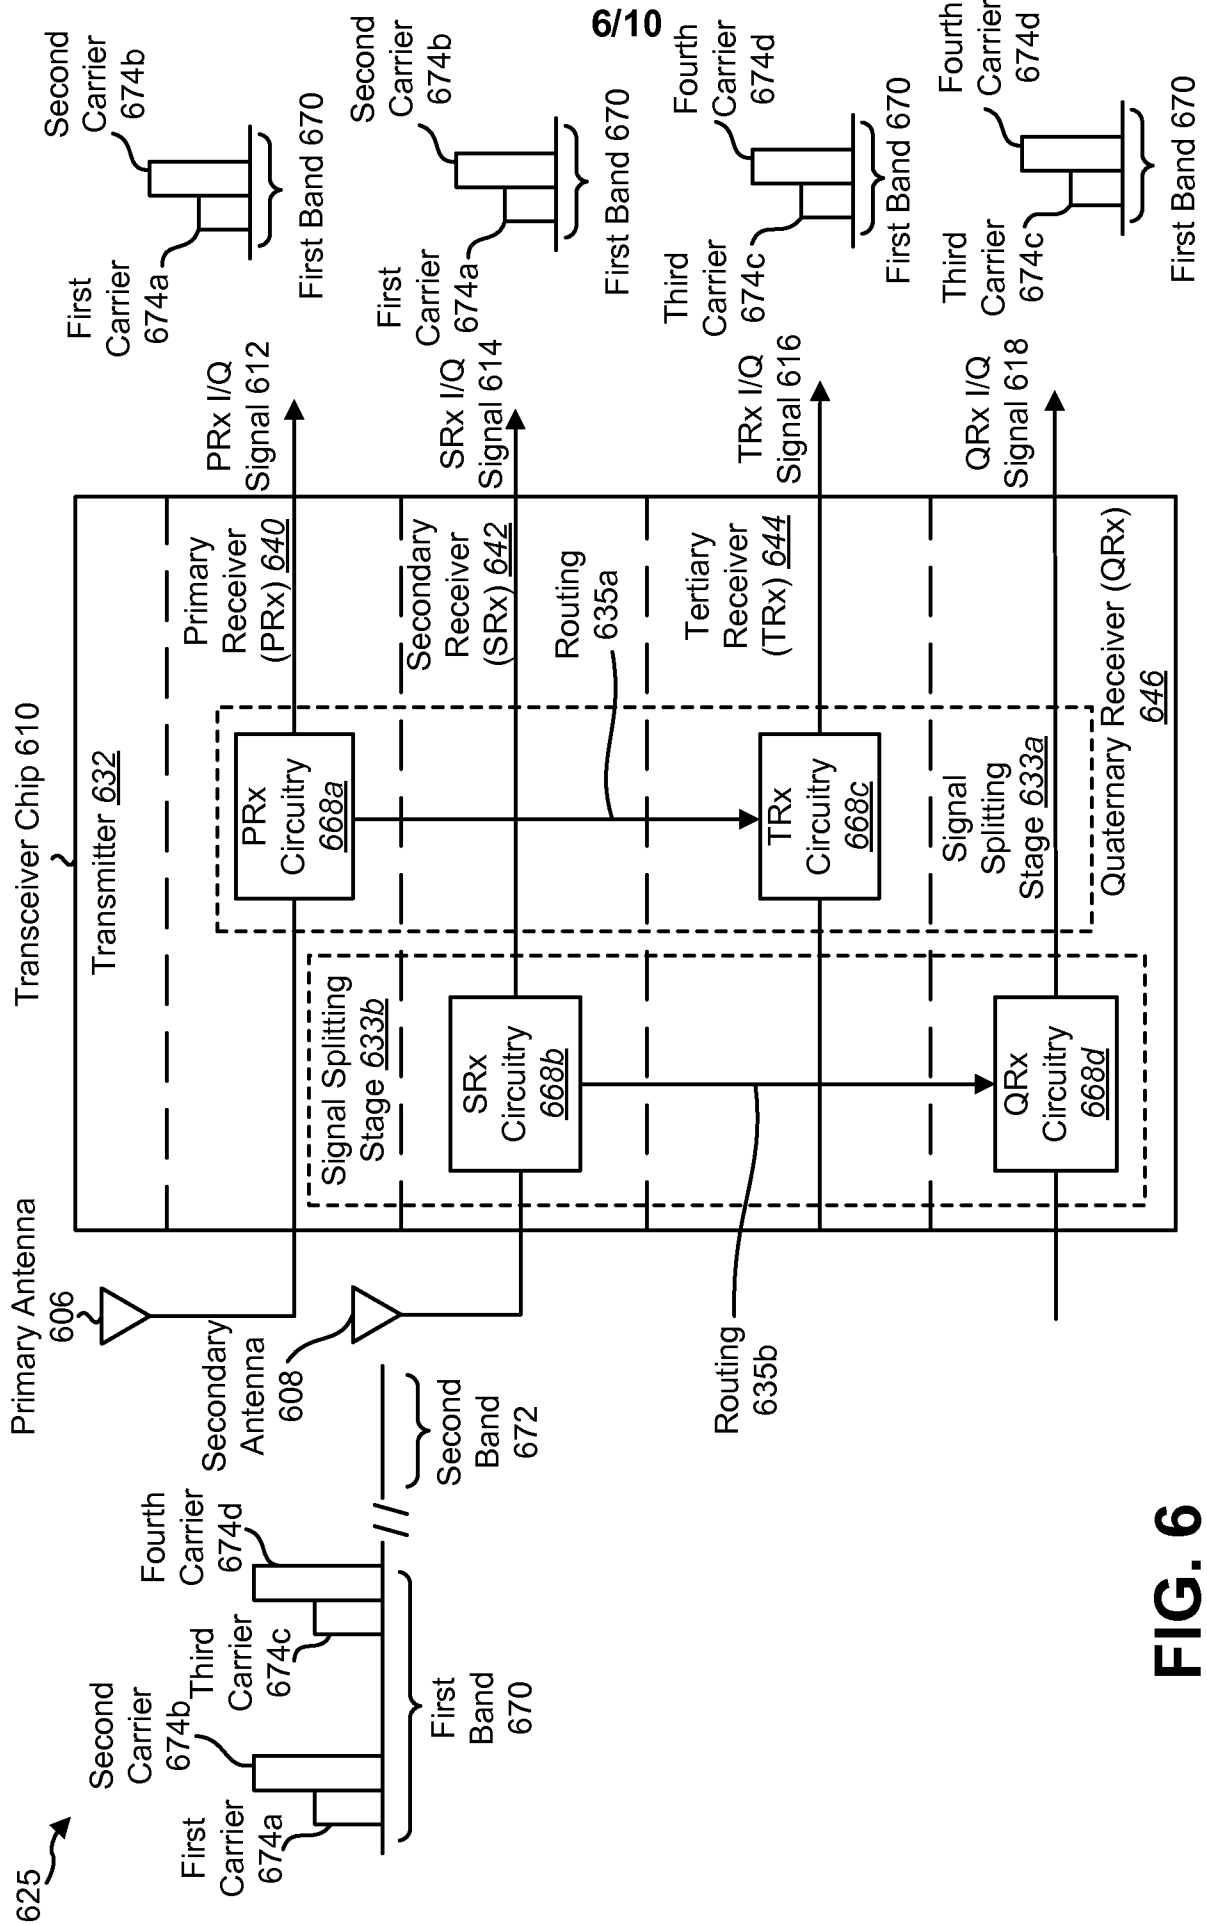 6/10
625
First
Carrier
674a
Second
Carrier
674b
Third
Carrier
674c
Fourth
Carrier
674d
First
Band
670
Second
Band
672
Primary Antenna
606
Secondary
Antenna
608
Transceiver Chip 610
Transmitter 632
Primary
Receiver
(PRx) 640
PRx
Circuitry
668a
Signal Splitting
Stage 633b
Secondary
Receiver
(SRx) 642
SRx
Circuitry
668b
Routing
635a
Routing
635b
Tertiary
Receiver
(TRx) 644
TRx
Circuitry
668c
Signal
Splitting
Stage 633a
QRx
Circuitry
668d
Quaternary Receiver (QRx)
646
PRx I/Q
Signal 612
First
Carrier
674a
Second
Carrier
674b
First Band 670
SRx I/Q
Signal 614
First
Carrier
674a
Second
Carrier
674b
First Band 670
TRx I/Q
Signal 616
Third
Carrier
674c
Fourth
Carrier
674d
First Band 670
QRx I/Q
Signal 618
Third
Carrier
674c
Fourth
Carrier
674d
First Band 670
FIG. 6